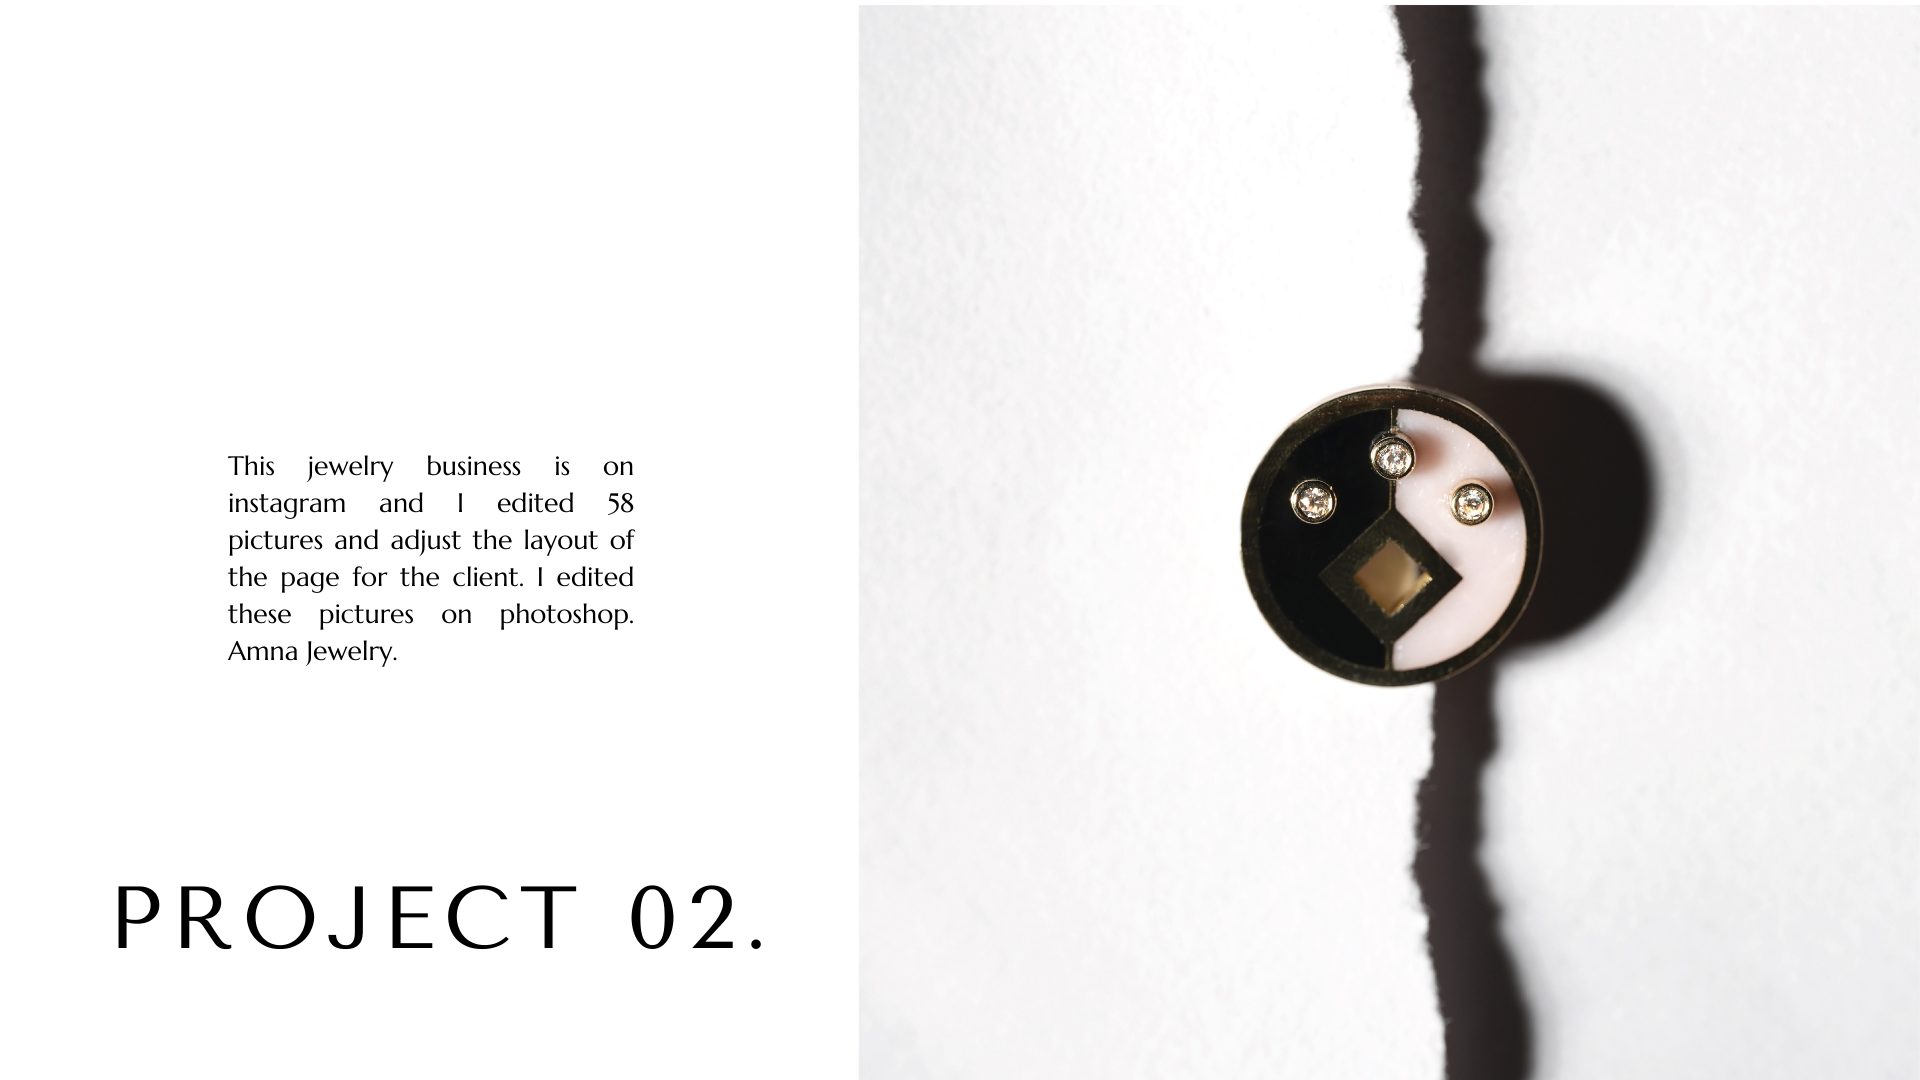 This jewelry business is on
instagram and I edited 58
pictures and adjust the layout of
the page for the client. I edited
these pictures on photoshop.
Amna Jewelry.
PROJECT 02.